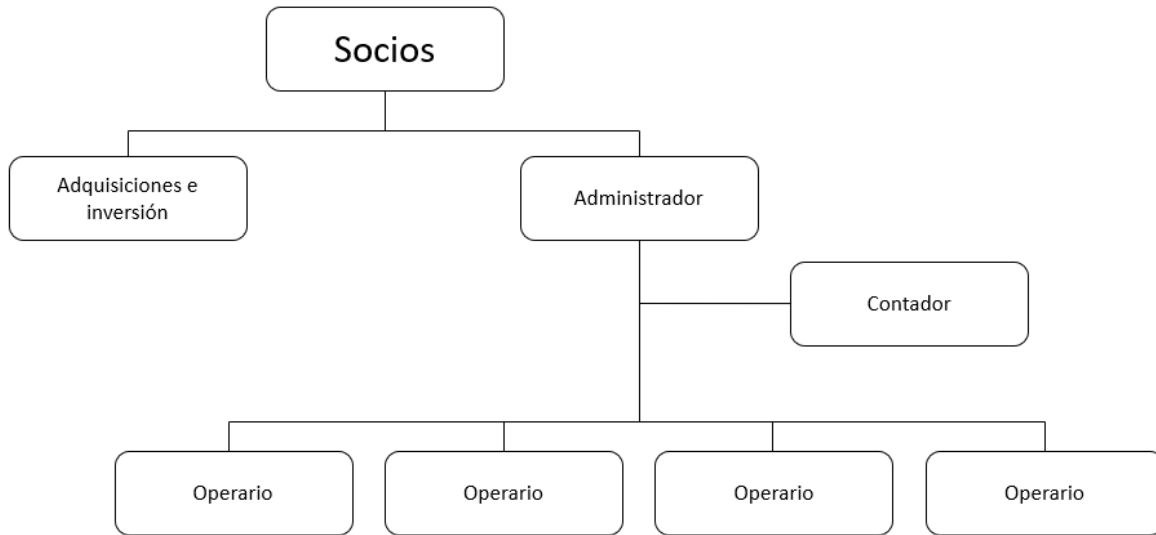 Socios
Adquisiciones e
inversión
Administrador
Contador
Operario
Operario
Operario
Operario